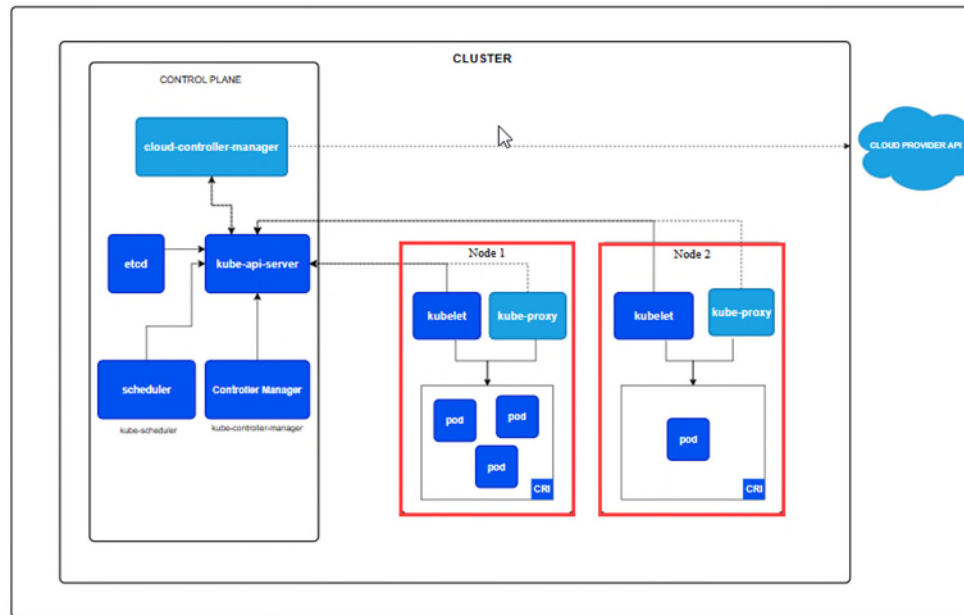 CLUSTER
CONTROL PLANE
cloud-controller-manager
CLOUD PROVIDER API
etcd
kube-api-server
Node 1
Node 2
kubelet
kube-proxy
kubelet
kube-proxy
scheduler
Controller Manager
kube-scheduler
kube-controller-manager
pod
pod
pod
CRI
pod
CRI